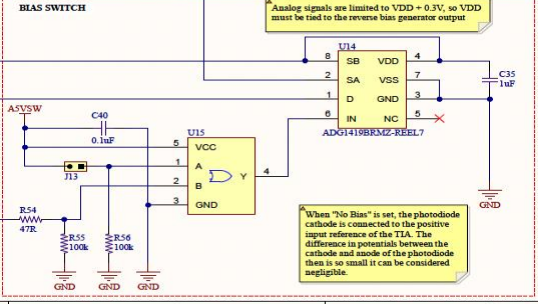 BIAS SWITCH
Analog signals are limited to VDD + 0.3V, so VDD
must be tied to the reverse bias generator output
U14
8 SB VDD 4
2 SA VSS 7
1 D GND 3
6 IN NC 5
ADG1419BRMZ-REEL7
C35
1uF
GND
A5VSW
C40
0.1uF
U15
5 VCC
1 A
2 B
3 GND
Y 4
J13
R54
47R
R55
100k
R56
100k
GND
GND
GND
When "No Bias" is set, the photodiode
cathode is connected to the positive
input reference of the TIA. The
difference in potentials between the
cathode and anode of the photodiode
then is so small it can be considered
negligible.